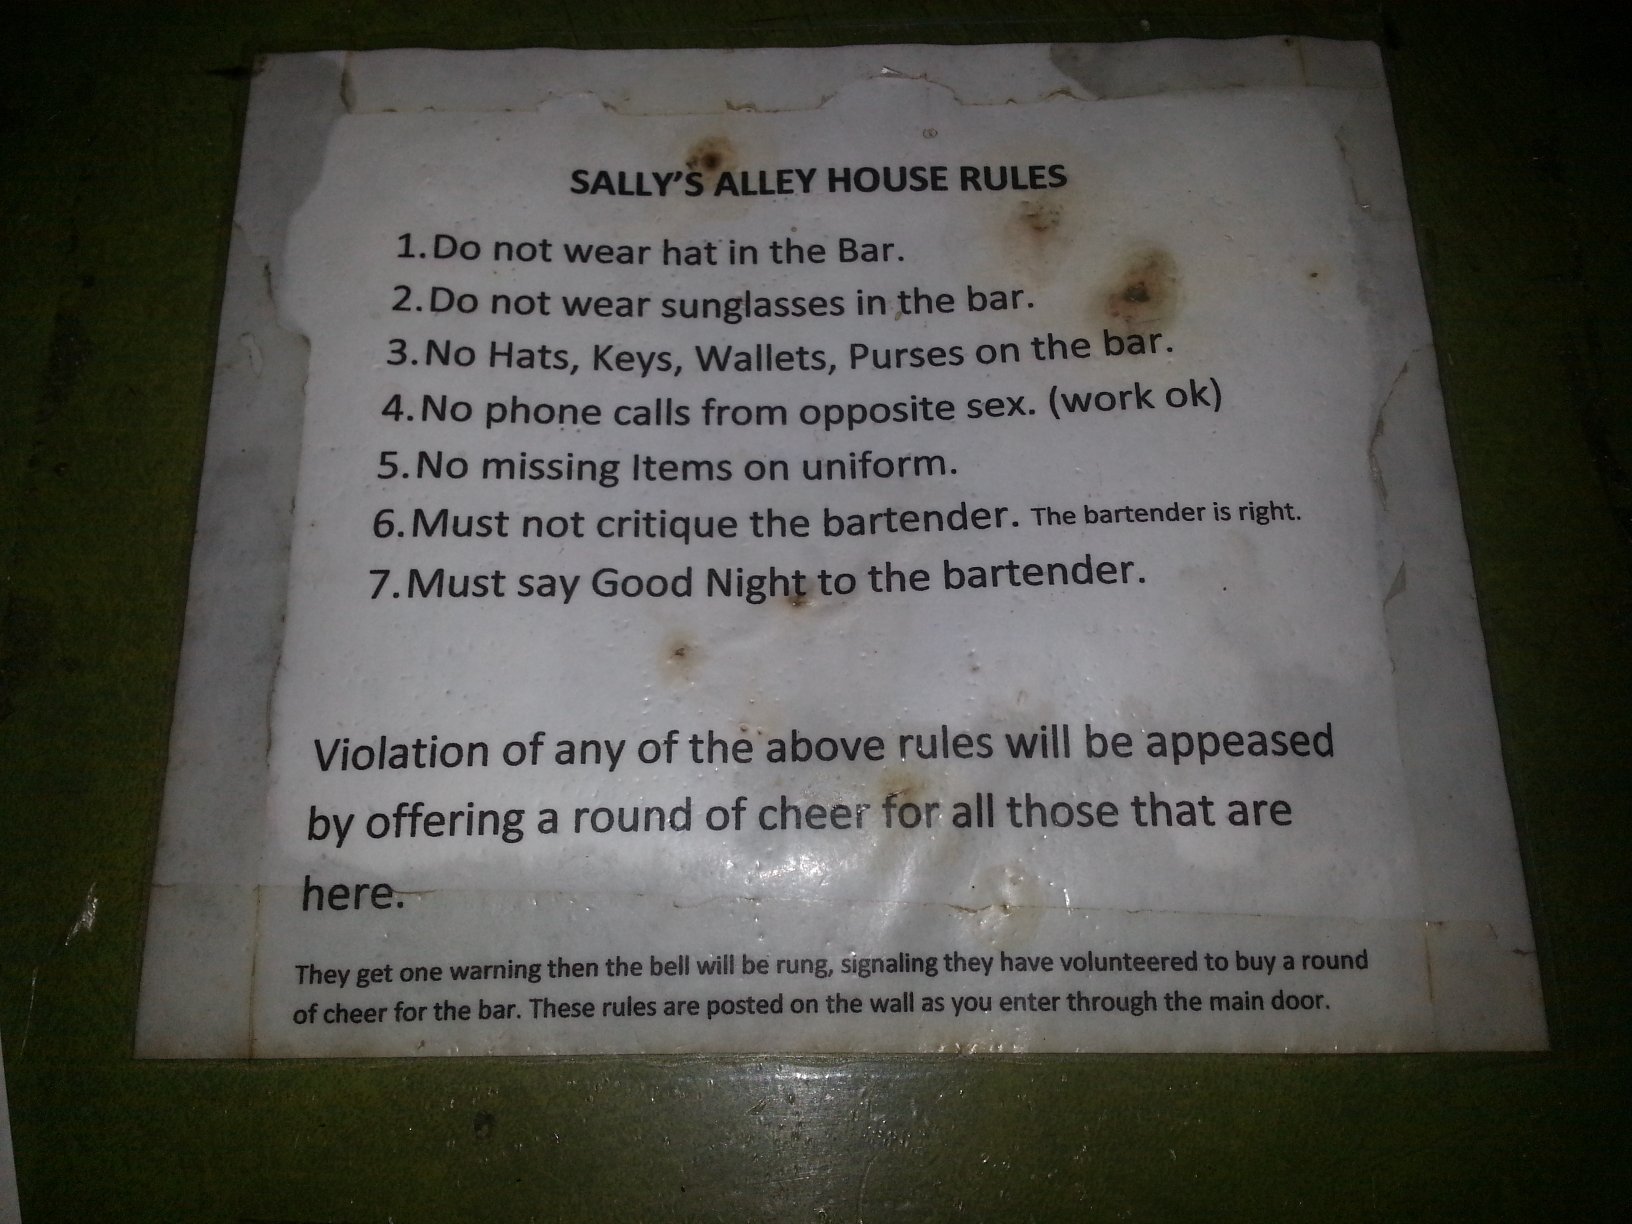 SALLY'S ALLEY HOUSE RULES
1. Do not wear hat in the Bar.
2. Do not wear sunglasses in the bar.
3. No Hats, Keys, Wallets, Purses on the bar.
4. No phone calls from opposite sex. (work ok)
5. No missing Items on uniform.
6. Must not critique the bartender. The bartender is right.
7. Must say Good Night to the bartender.
Violation of any of the above rules will be appeased
by offering a round of cheer for all those that are
here.
They get one warning then the bell will be rung, signaling they have volunteered to buy a round
of cheer for the bar. These rules are posted on the wall as you enter through the main door.